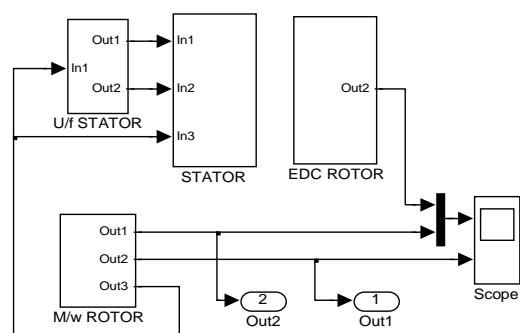 Out1
In1
In1
Out2
In2
Out2
In3
U/f STATOR
STATOR
EDC ROTOR
Out1
Out2
Out3
M/w ROTOR
2
Out2
1
Out1
Scope